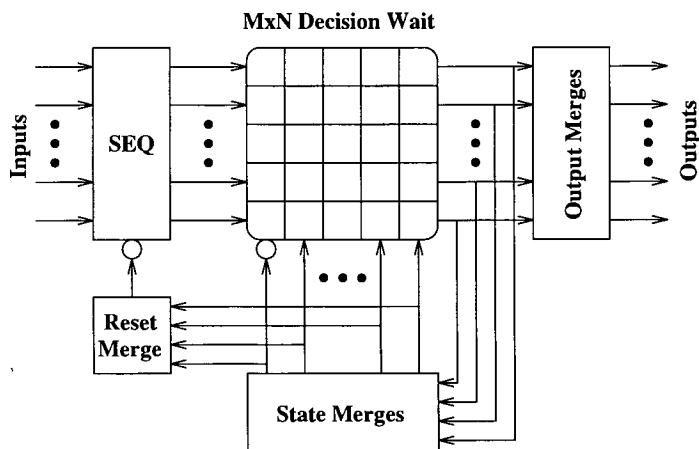 MxN Decision Wait
Inputs
SEQ
Output Merges
Outputs
Reset
Merge
State Merges